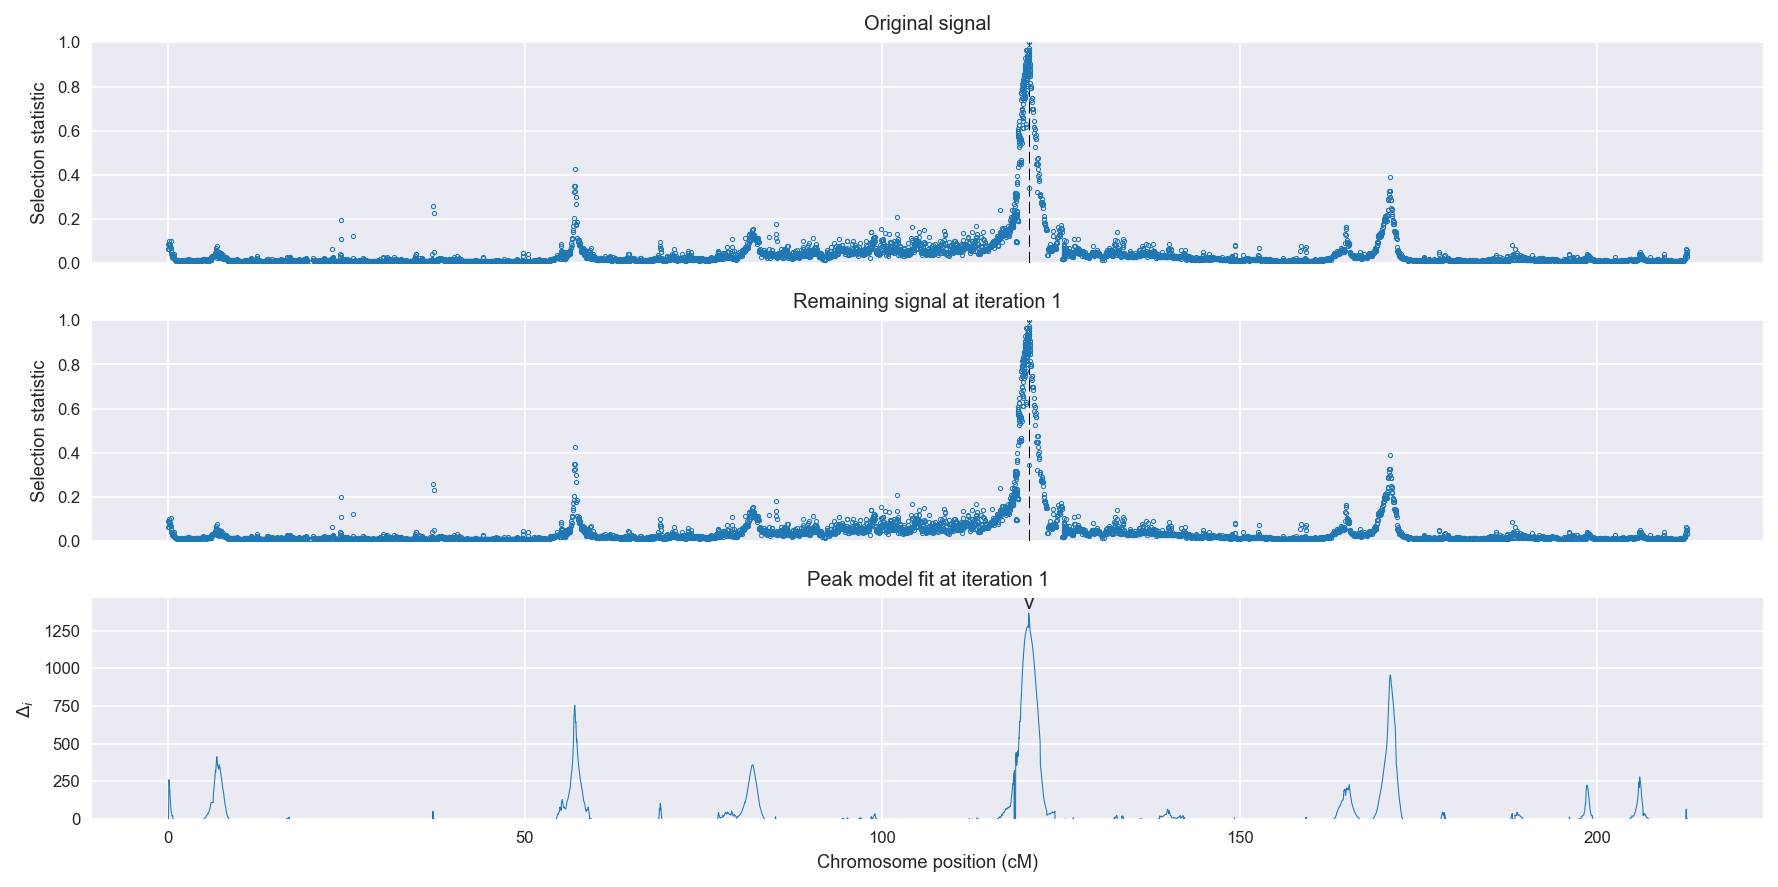 Original signal
1.0
0.8
0.6
0.4
0.2
0.0
Selection statistic
Remaining signal at iteration 1
1.0
0.8
0.6
0.4
0.2
0.0
Selection statistic
Peak model fit at iteration 1
v
1250
1000
750
500
250
0
Δi
0 50 100 150 200
Chromosome position (cM)